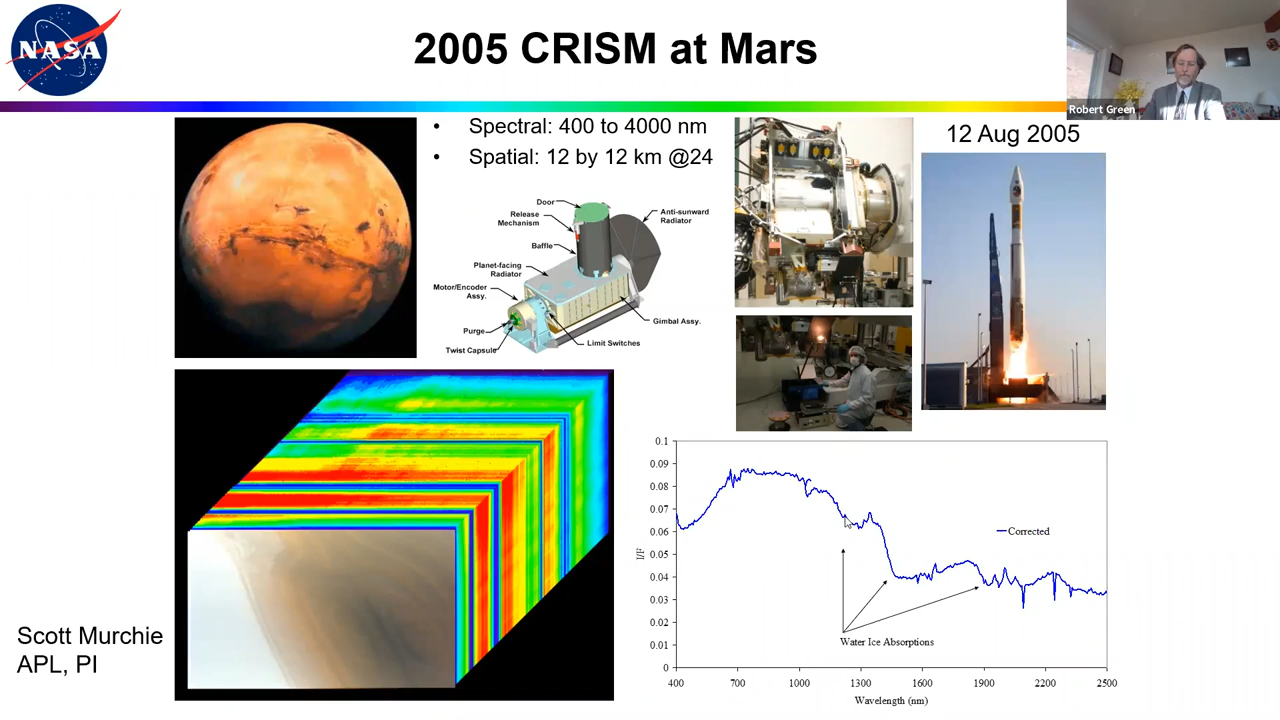 NASA
2005 CRISM at Mars
Robert Green
• Spectral: 400 to 4000 nm
• Spatial: 12 by 12 km @24
12 Aug 2005
Door
Release
Mechanism
Anti-sunward
Radiator
Baffle
Planet-facing
Radiator
Motor/Encoder
Assy.
Gimbal Assy.
Purge
Limit Switches
Twist Capsule
0.1
0.09
0.08
0.07
0.06
0.05
0.04
0.03
0.02
0.01
0
I/F
Corrected
Water Ice Absorptions
400 700 1000 1300 1600 1900 2200 2500
Wavelength (nm)
Scott Murchie
APL, PI